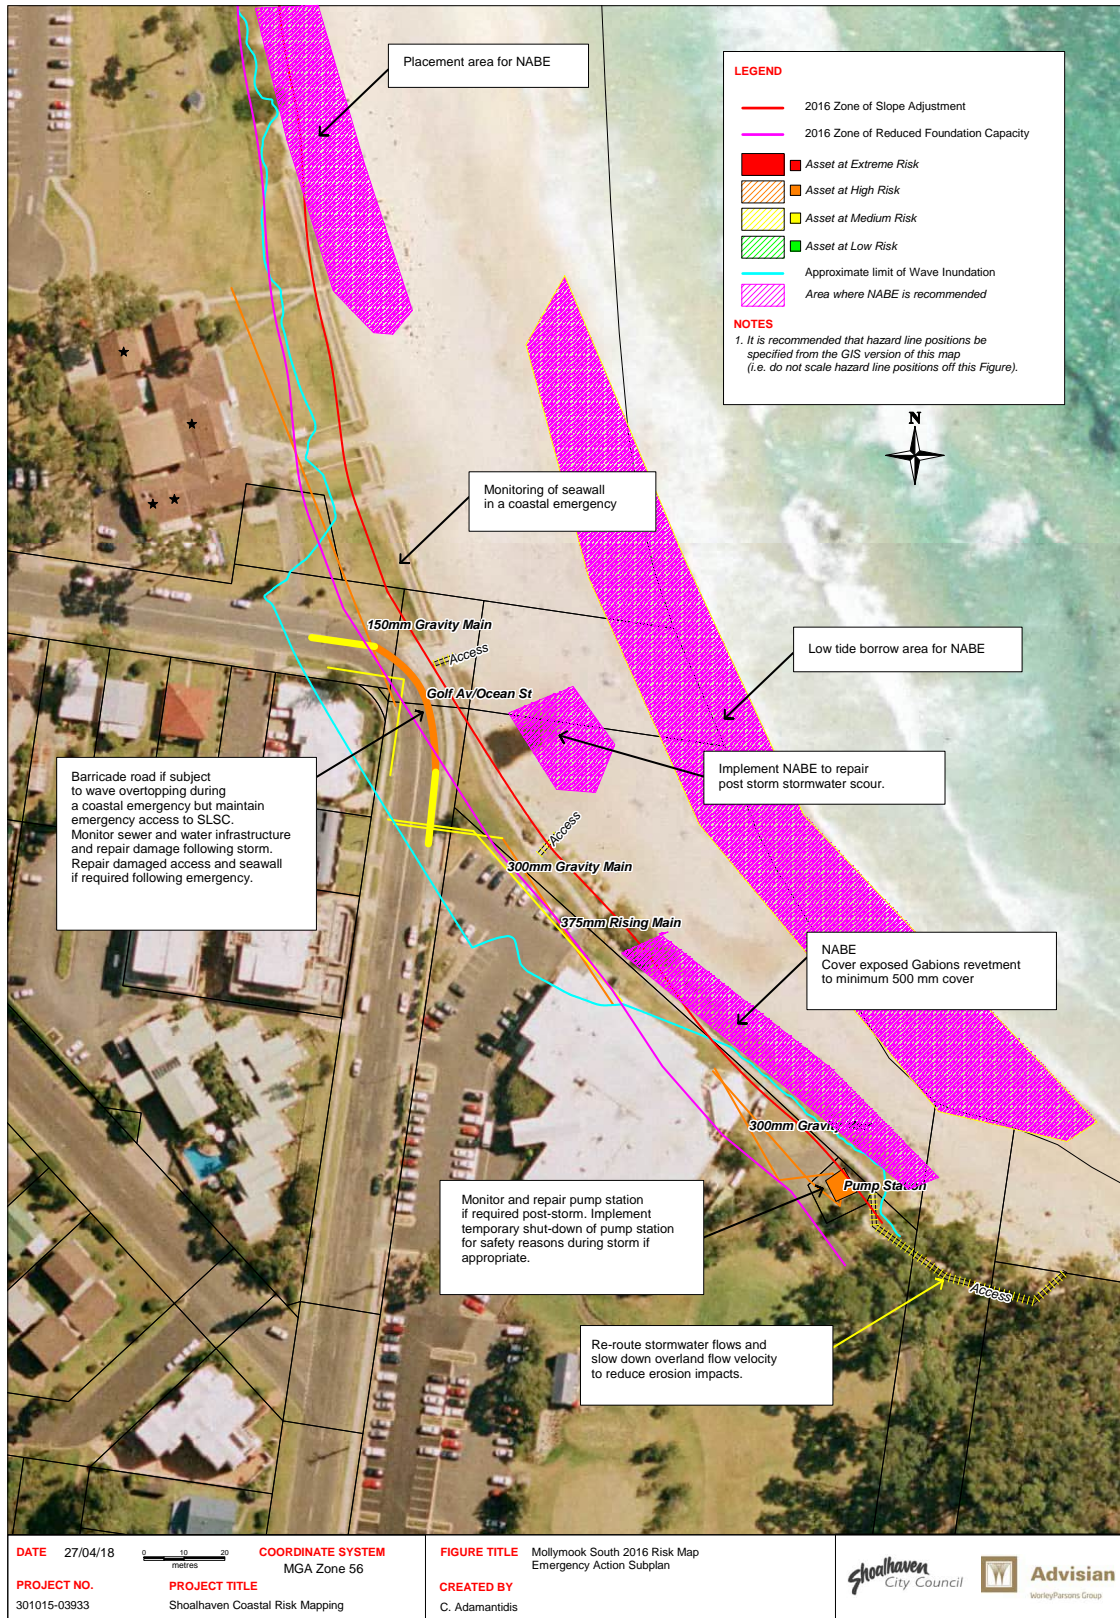 Placement area for NABE
LEGEND
2016 Zone of Slope Adjustment
2016 Zone of Reduced Foundation Capacity
Asset at Extreme Risk
Asset at High Risk
Asset at Medium Risk
Asset at Low Risk
Approximate limit of Wave Inundation
Area where NABE is recommended
NOTES
1. It is recommended that hazard line positions be
specified from the GIS version of this map
(i.e. do not scale hazard line positions off this Figure).
N
Monitoring of seawall
in a coastal emergency
150mm Gravity Main
Access
Low tide borrow area for NABE
Golf Av/Ocean St
Implement NABE to repair
post storm stormwater scour.
Barricade road if subject
to wave overtopping during
a coastal emergency but maintain
emergency access to SLSC.
Monitor sewer and water infrastructure
and repair damage following storm.
Repair damaged access and seawall
if required following emergency.
Access
300mm Gravity Main
375mm Rising Main
NABE
Cover exposed Gabions revetment
to minimum 500 mm cover
300mm Gravity
Pump Station
Monitor and repair pump station
if required post-storm. Implement
temporary shut-down of pump station
for safety reasons during storm if
appropriate.
Access
Re-route stormwater flows and
slow down overland flow velocity
to reduce erosion impacts.
DATE 27/04/18
0 10 20
metres
COORDINATE SYSTEM
MGA Zone 56
PROJECT NO.
301015-03933
PROJECT TITLE
Shoalhaven Coastal Risk Mapping
FIGURE TITLE Mollymook South 2016 Risk Map
Emergency Action Subplan
CREATED BY
C. Adamantidis
Shoalhaven
City Council
Advisian
WorleyParsons Group